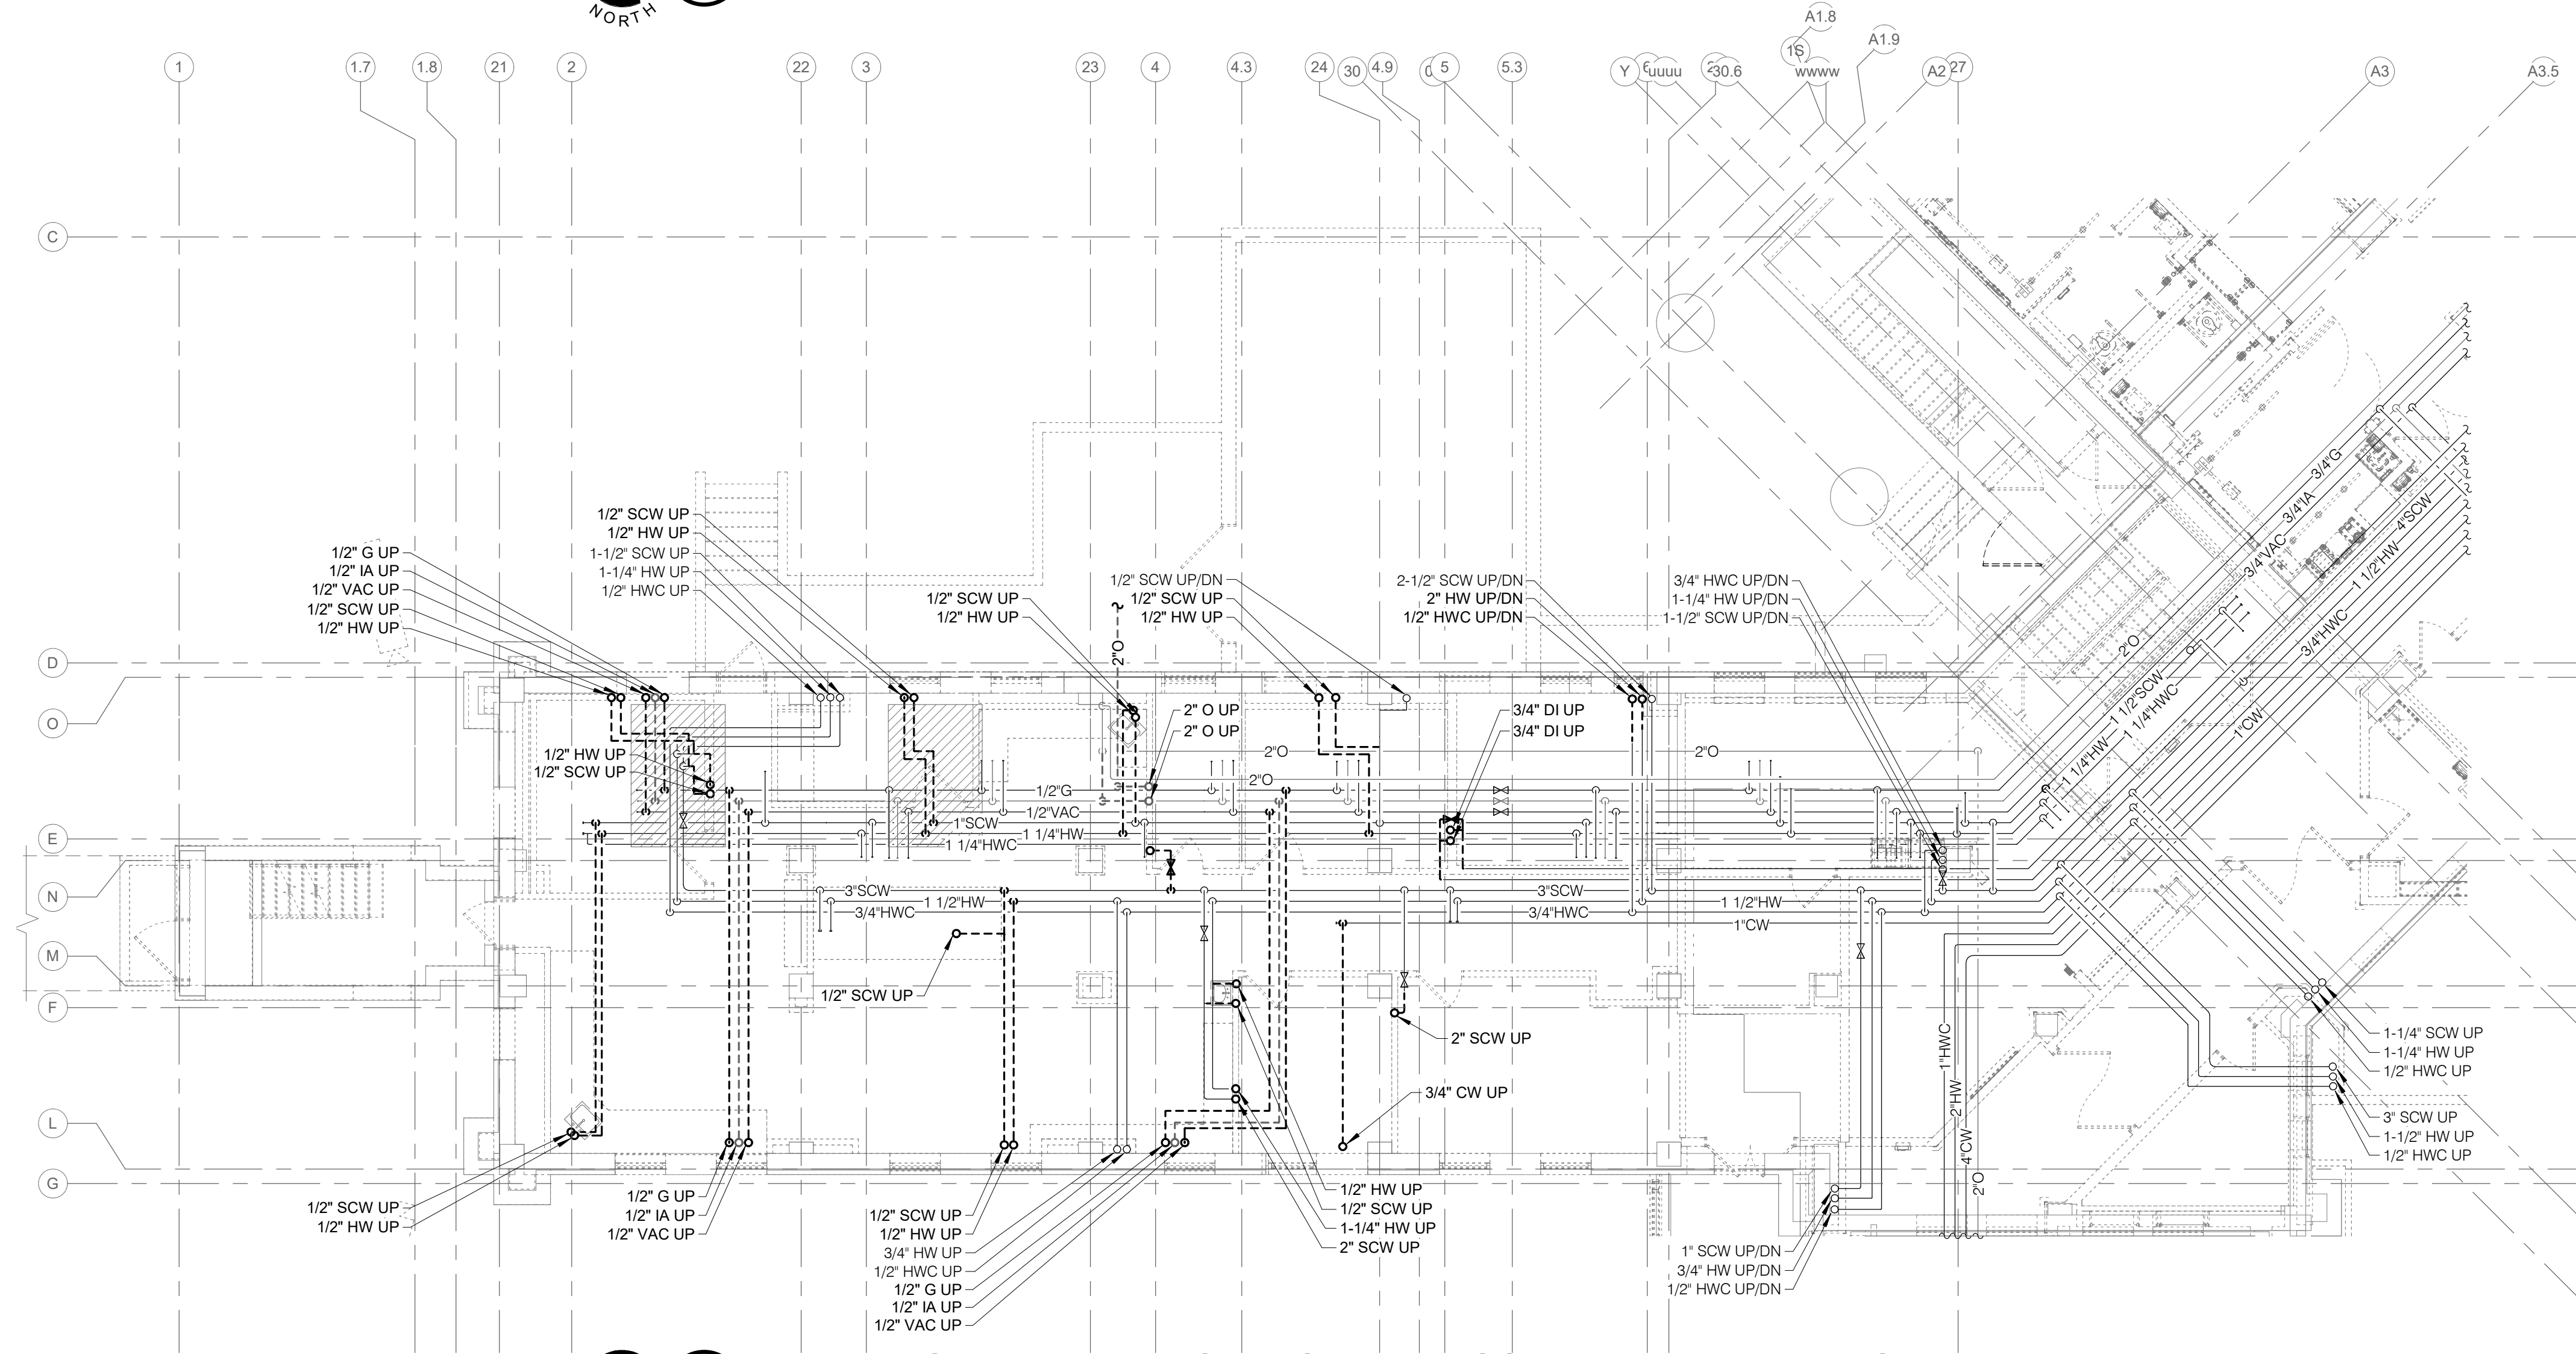 NORTH
A1.8
1S
A1.9
1
1.7
1.8
21
2
22
3
23
4
4.3
24
30
4.9
5
5.3
Y
uuuu
30.6
wwww
A2
27
A3
A3.5
C
D
O
E
N
M
F
L
G
1/2" SCW UP
1/2" HW UP
1-1/2" SCW UP
1-1/4" HW UP
1/2" HWC UP
1/2" G UP
1/2" IA UP
1/2" VAC UP
1/2" SCW UP
1/2" HW UP
1/2" SCW UP
1/2" HW UP
1/2" SCW UP/DN
1/2" SCW UP
1/2" HW UP
2-1/2" SCW UP/DN
2" HW UP/DN
1/2" HWC UP/DN
3/4" HWC UP/DN
1-1/4" HW UP/DN
1-1/2" SCW UP/DN
3/4"G
3/4"IA
3/4"VAC
4"SCW
1 1/2"HW
3/4"HWC
2"O
1 1/2"SCW
1 1/4"HWC
1 1/4"HW
1"CW
2"O
2" O UP
2" O UP
3/4" DI UP
3/4" DI UP
1/2" HW UP
1/2" SCW UP
2"O
2"O
2"O
1/2"G
1/2"VAC
1"SCW
1 1/4"HW
1 1/4"HWC
3"SCW
3"SCW
1 1/2"HW
1 1/2"HW
3/4"HWC
3/4"HWC
1"CW
1/2" SCW UP
2" SCW UP
3/4" CW UP
1"HWC
2"HW
4"CW
2"O
1-1/4" SCW UP
1-1/4" HW UP
1/2" HWC UP
3" SCW UP
1-1/2" HW UP
1/2" HWC UP
1/2" SCW UP
1/2" HW UP
1/2" G UP
1/2" IA UP
1/2" VAC UP
1/2" SCW UP
1/2" HW UP
3/4" HW UP
1/2" HWC UP
1/2" G UP
1/2" IA UP
1/2" VAC UP
1/2" HW UP
1/2" SCW UP
1-1/4" HW UP
2" SCW UP
1" SCW UP/DN
3/4" HW UP/DN
1/2" HWC UP/DN